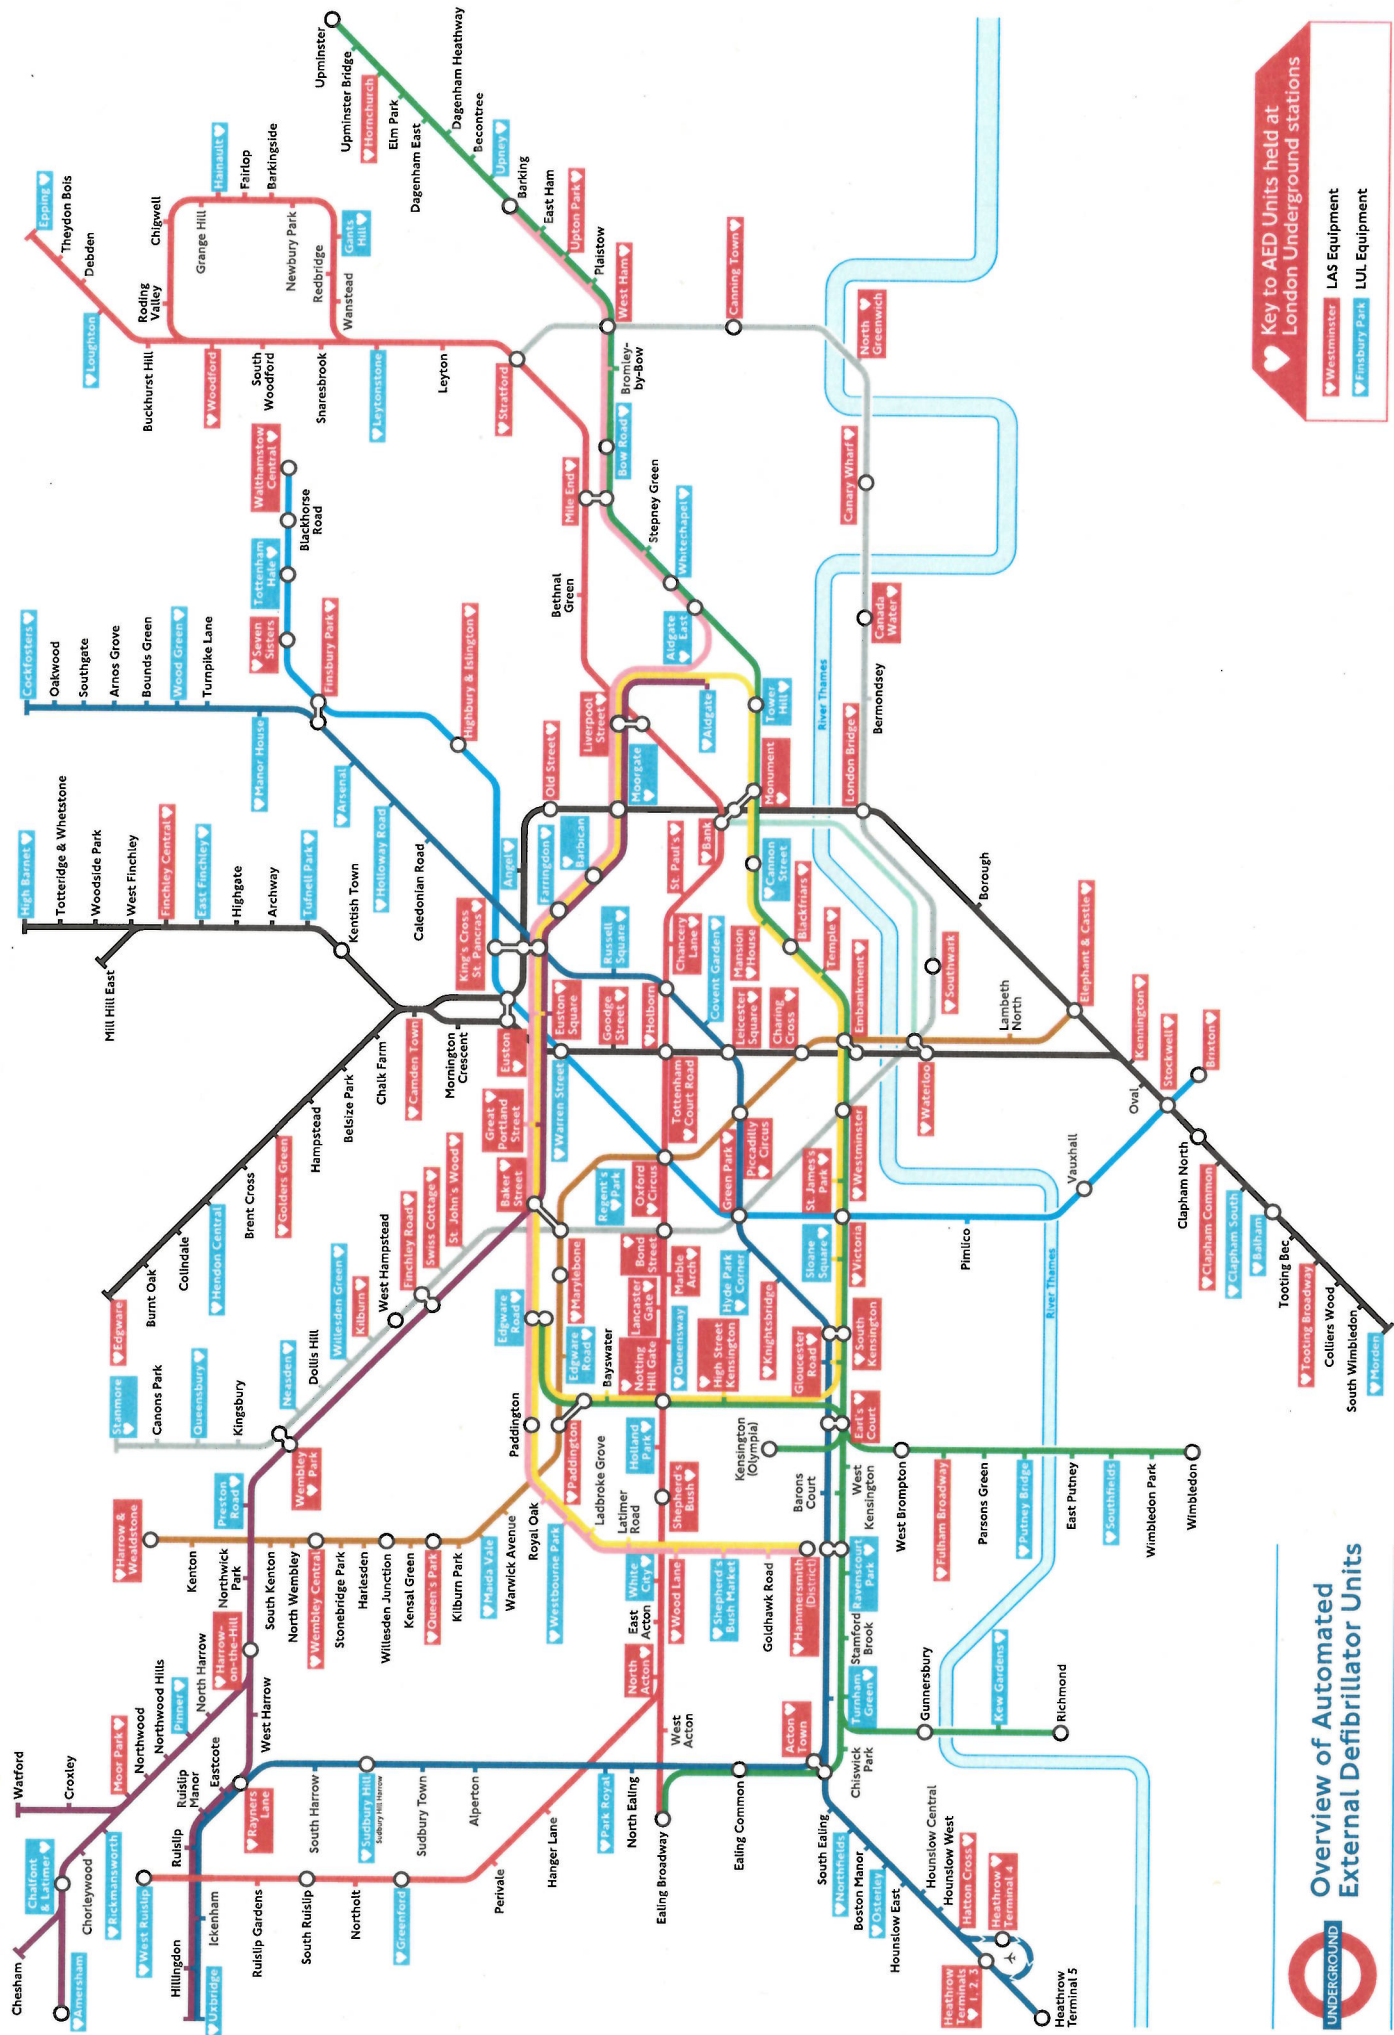 Chesham
Watford
Croxley
Chalfont
& Latimer
Amersham
Chorleywood
Rickmansworth
Moor Park
Northwood
Northwood Hills
Pinner
North Harrow
Harrow-
on-the-Hill
Northwick
Park
Preston
Road
Wembley
Park
Hillingdon
Uxbridge
Ickenham
Ruislip
Ruislip
Manor
Eastcote
Rayners
Lane
West Harrow
West Ruislip
Ruislip Gardens
South Ruislip
Northolt
Greenford
Perivale
Hanger Lane
South Harrow
Sudbury Hill
Sudbury Hill Harrow
Sudbury Town
Alperton
Park Royal
North Ealing
Ealing Broadway
Ealing Common
West
Acton
North
Acton
East
Acton
White
City
Shepherd's
Bush
Holland
Park
Notting
Hill Gate
Queensway
Lancaster
Gate
Marble
Arch
Bond
Street
Oxford
Circus
Tottenham
Court Road
Holborn
Chancery
Lane
St. Paul's
Bank
Liverpool
Street
Bethnal
Green
Mile End
Stratford
Leyton
Leytonstone
Snaresbrook
South
Woodford
Woodford
Buckhurst Hill
Loughton
Debden
Theydon Bois
Epping
Roding
Valley
Chigwell
Grange Hill
Hainault
Fairlop
Barkingside
Newbury Park
Gants
Hill
Redbridge
Wanstead
Harrow &
Wealdstone
Kenton
South Kenton
North Wembley
Wembley Central
Stonebridge Park
Harlesden
Willesden Junction
Kensal Green
Queen's Park
Kilburn Park
Maida Vale
Warwick Avenue
Paddington
Paddington
Edgware
Road
Edgware
Road
Marylebone
Baker
Street
Regent's
Park
Piccadilly
Circus
Charing
Cross
Embankment
Waterloo
Lambeth
North
Elephant & Castle
Stanmore
Canons Park
Queensbury
Kingsbury
Neasden
Dollis Hill
Willesden Green
Kilburn
West Hampstead
Finchley Road
Swiss Cottage
St. John's Wood
Green Park
Westminster
Southwark
London Bridge
Bermondsey
Canada
Water
Canary Wharf
North
Greenwich
Canning Town
West Ham
Edgware
Burnt Oak
Colindale
Hendon Central
Brent Cross
Golders Green
Hampstead
Belsize Park
Chalk Farm
Camden Town
Mornington
Crescent
Mill Hill East
High Barnet
Totteridge & Whetstone
Woodside Park
West Finchley
Finchley Central
East Finchley
Highgate
Archway
Tufnell Park
Kentish Town
Euston
Warren Street
Goodge
Street
Leicester
Square
King's Cross
St. Pancras
Angel
Old Street
Moorgate
Borough
Kennington
Oval
Stockwell
Clapham North
Clapham Common
Clapham South
Balham
Tooting Bec
Tooting Broadway
Colliers Wood
South Wimbledon
Morden
Cockfosters
Oakwood
Southgate
Arnos Grove
Bounds Green
Wood Green
Turnpike Lane
Manor House
Finsbury Park
Arsenal
Holloway Road
Caledonian Road
Russell
Square
Covent Garden
Hyde Park
Corner
Knightsbridge
South
Kensington
Gloucester
Road
Earl's
Court
Barons
Court
Hammersmith
(District)
Acton
Town
South Ealing
Northfields
Boston Manor
Osterley
Hounslow East
Hounslow Central
Hounslow West
Hatton Cross
Heathrow
Terminal 4
Heathrow
Terminals
1, 2, 3
Heathrow
Terminal 5
Walthamstow
Central
Blackhorse
Road
Tottenham
Hale
Seven
Sisters
Highbury & Islington
Victoria
Pimlico
Vauxhall
Brixton
Royal Oak
Westbourne Park
Ladbroke Grove
Latimer
Road
Wood Lane
Shepherd's
Bush Market
Goldhawk Road
Great
Portland
Street
Euston
Square
Farringdon
Barbican
Aldgate
Aldgate
East
Whitechapel
Stepney Green
Bow Road
Bromley-
by-Bow
Plaistow
Upton Park
East Ham
Barking
Upney
Becontree
Dagenham Heathway
Dagenham East
Elm Park
Hornchurch
Upminster Bridge
Upminster
Bayswater
High Street
Kensington
Sloane
Square
St. James's
Park
Temple
Blackfriars
Mansion
House
Cannon
Street
Monument
Tower
Hill
Kensington
(Olympia)
West
Kensington
Ravenscourt
Park
Stamford
Brook
Turnham
Green
Chiswick
Park
Gunnersbury
Kew Gardens
Richmond
West Brompton
Fulham Broadway
Parsons Green
Putney Bridge
East Putney
Southfields
Wimbledon Park
Wimbledon
River Thames
River Thames
UNDERGROUND
Overview of Automated
External Defibrillator Units
Key to AED Units held at
London Underground stations
Westminster LAS Equipment
Finsbury Park LUL Equipment